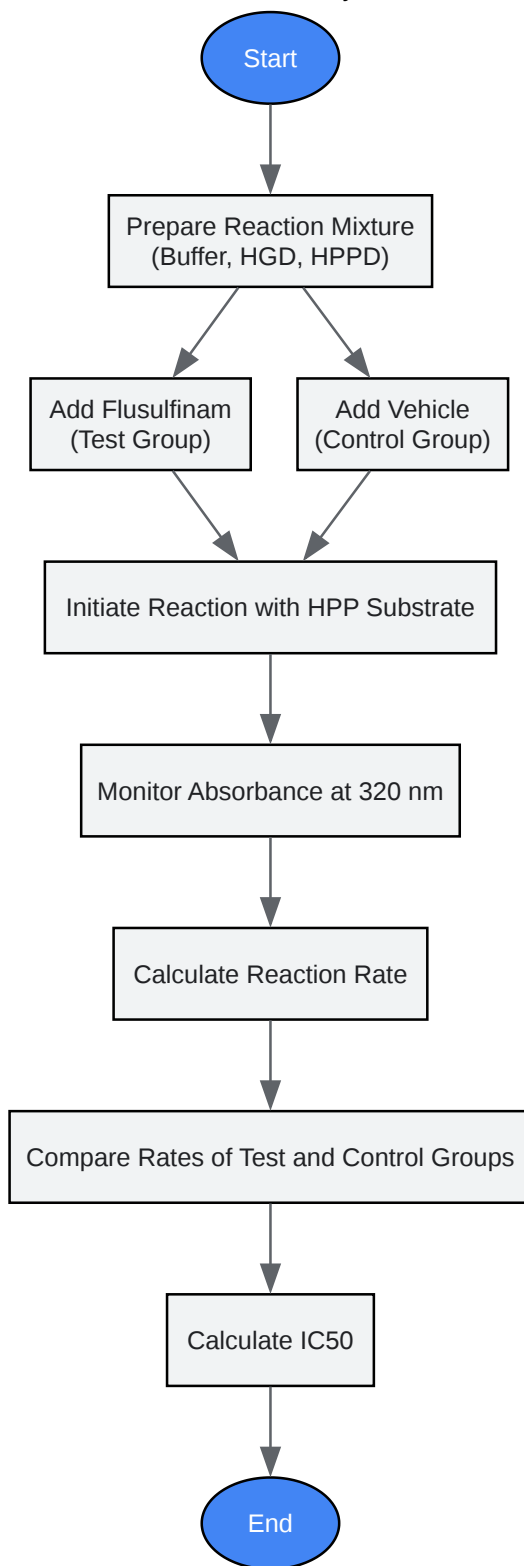 Start
Prepare Reaction Mixture
(Buffer, HGD, HPPD)
Add Flusulfinam
(Test Group)
Add Vehicle
(Control Group)
Initiate Reaction with HPP Substrate
Monitor Absorbance at 320 nm
Calculate Reaction Rate
Compare Rates of Test and Control Groups
Calculate IC50
End